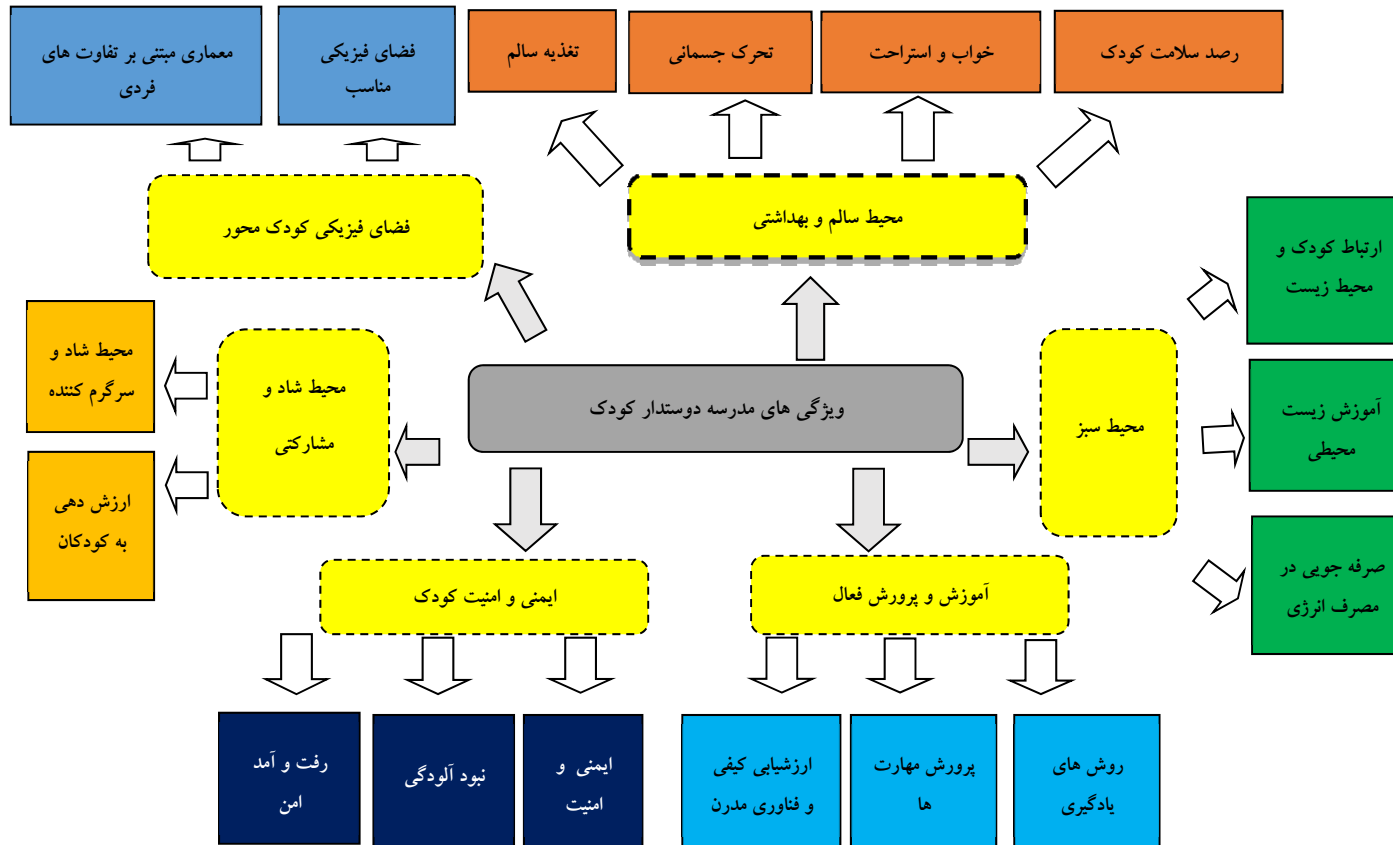 رصد سلامت کودک
خواب و استراحت
تحرک جسمانی
تغذیه سالم
فضای فیزیکی
مناسب
معماری مبتنی بر تفاوت های
فردی
محیط سالم و بهداشتی
فضای فیزیکی کودک محور
ارتباط کودک و
محیط زیست
محیط شاد و
سرگرم کننده
محیط شاد و
مشارکتی
ویژگی های مدرسه دوستدار کودک
محیط سبز
آموزش زیست
محیطی
ارزش دهی
به کودکان
صرفه جویی در
مصرف انرژی
آموزش و پرورش فعال
ایمنی و امنیت کودک
روش های
یادگیری
پرورش مهارت
ها
ارزشیابی کیفی
و فناوری مدرن
ایمنی و
امنیت
نبود آلودگی
رفت و آمد
امن